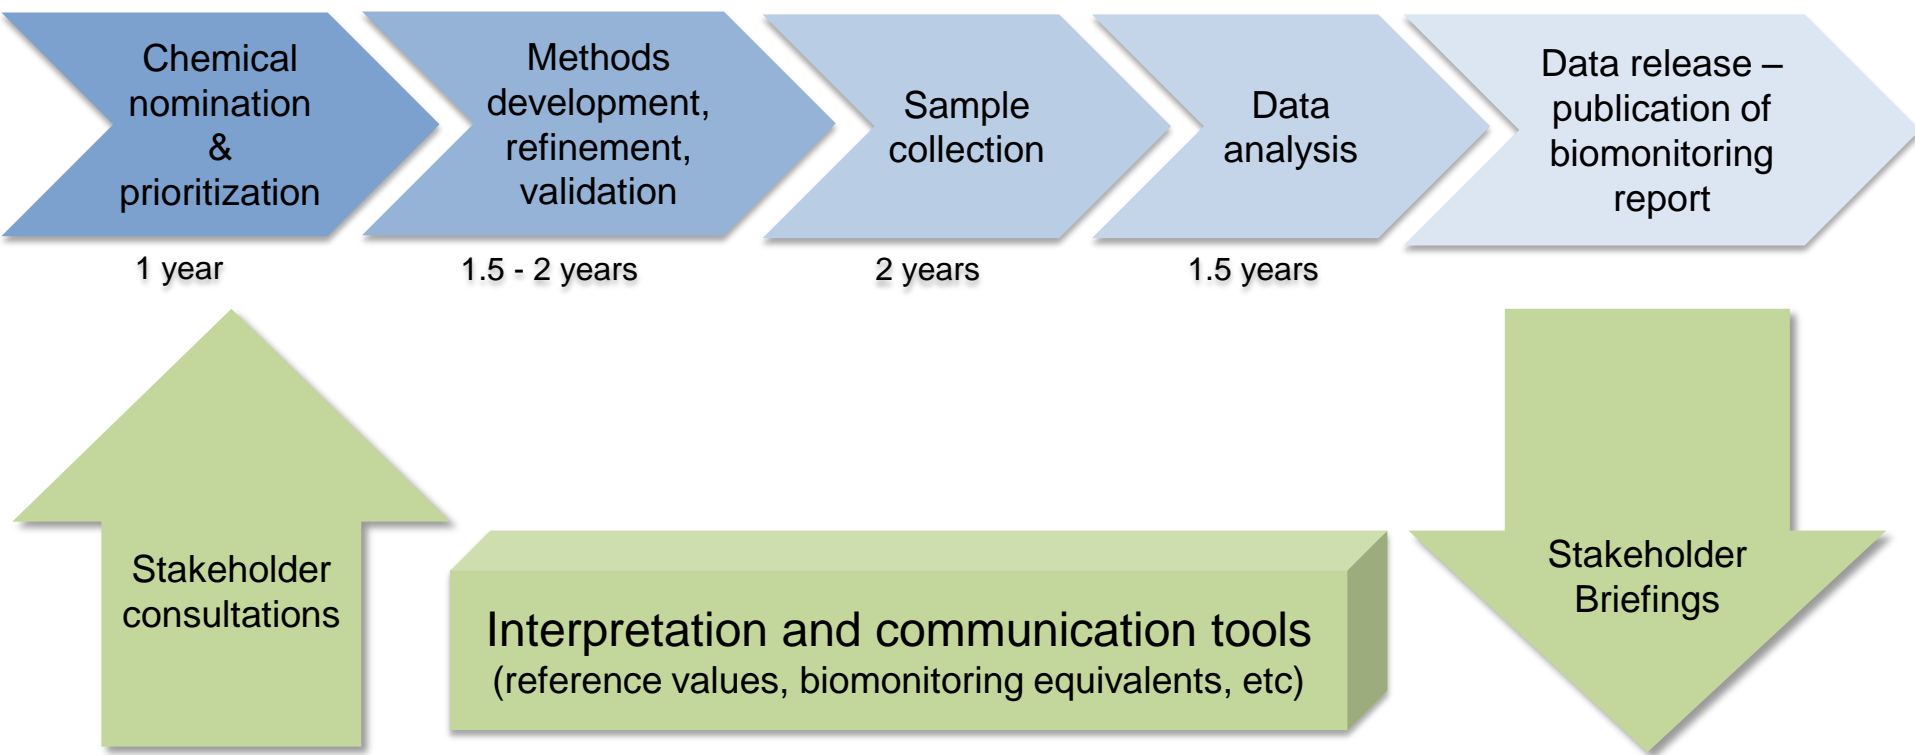 Chemical
nomination
&
prioritization
Methods
development,
refinement,
validation
Sample
collection
Data
analysis
Data release –
publication of
biomonitoring
report
1 year
1.5 - 2 years
2 years
1.5 years
Stakeholder
consultations
Interpretation and communication tools
(reference values, biomonitoring equivalents, etc)
Stakeholder
Briefings